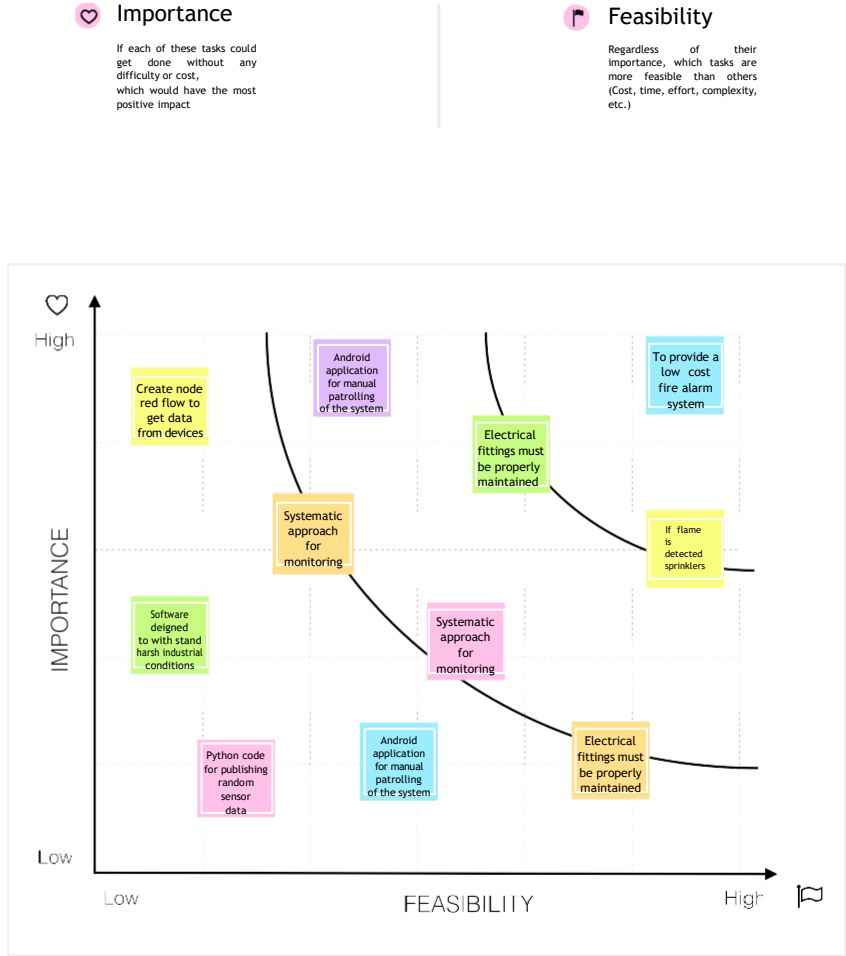 Importance
If each of these tasks could
get done without any
difficulty or cost,
which would have the most
positive impact
Feasibility
Regardless of their
importance, which tasks are
more feasible than others
(Cost, time, effort, complexity,
etc.)
High
Create node
red flow to
get data
from devices
Android
application
for manual
patrolling
of the system
To provide a
low cost
fire alarm
system
Electrical
fittings must
be properly
maintained
Systematic
approach
for
monitoring
If flame
is
detected
sprinklers
IMPORTANCE
Software
deigned
to with stand
harsh industrial
conditions
Systematic
approach
for
monitoring
Python code
for publishing
random
sensor
data
Android
application
for manual
patrolling
of the system
Electrical
fittings must
be properly
maintained
Low
Low
FEASIBILITY
High